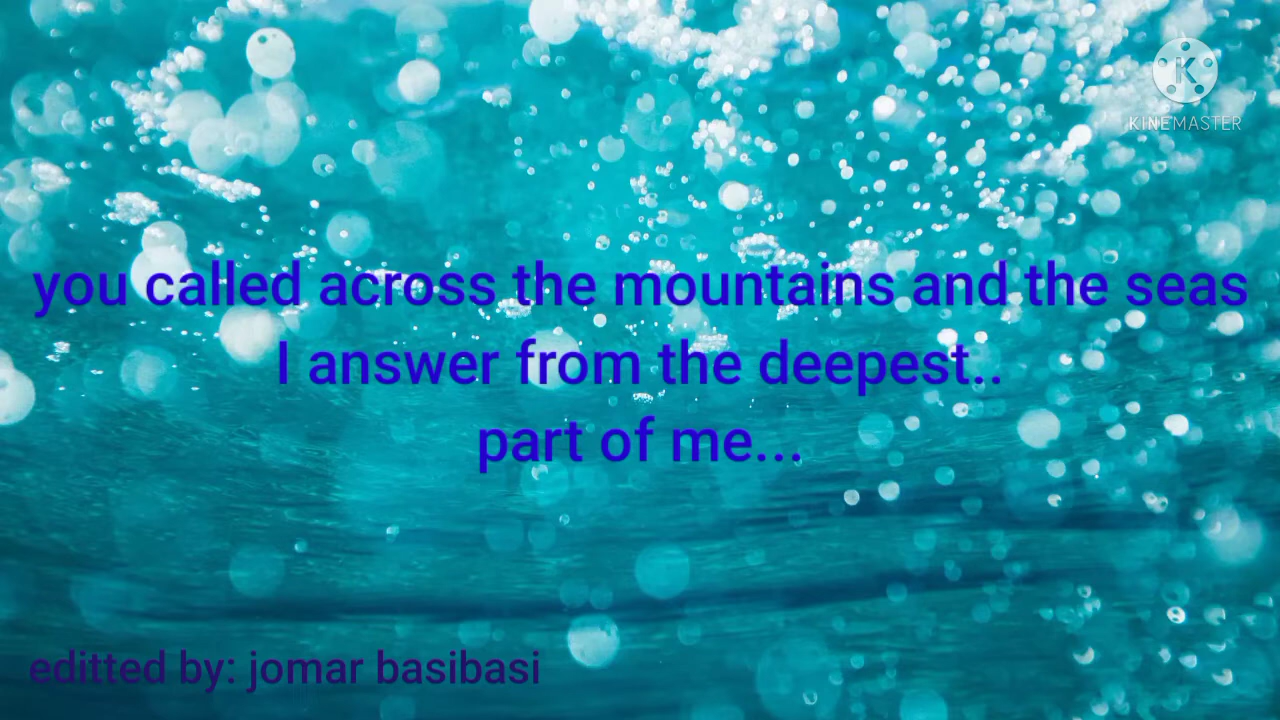 KINEMASTER
you called across the mountains and the seas
I answer from the deepest..
part of me...
editted by: jomar basibasi